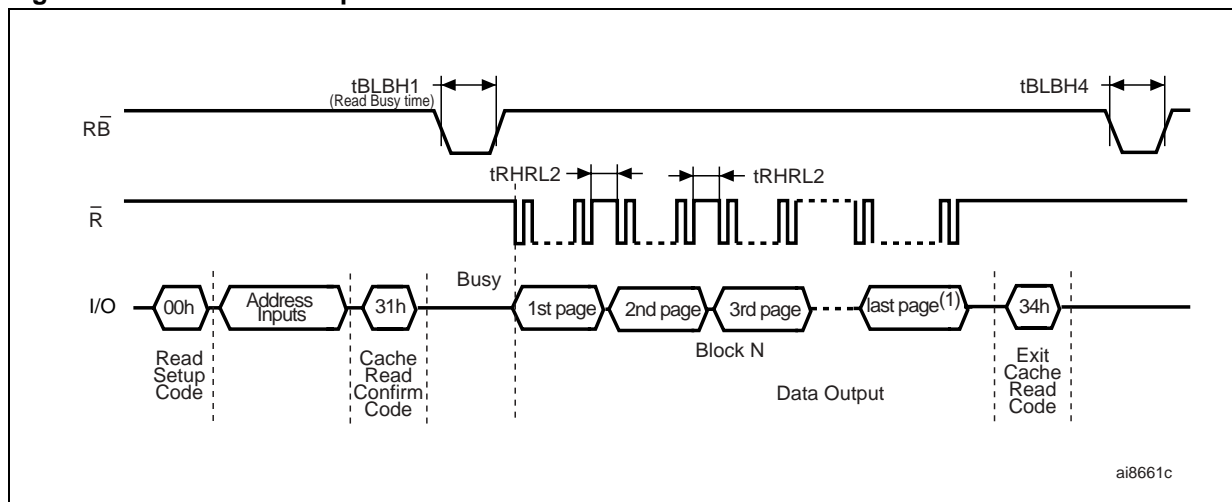 tBLBH1
(Read Busy time)
tBLBH4
RB̅
tRHRL2
tRHRL2
R̅
Busy
I/O
00h
Address
Inputs
31h
1st page
2nd page
3rd page
last page(1)
34h
Read
Setup
Code
Cache
Read
Confirm
Code
Block N
Data Output
Exit
Cache
Read
Code
ai8661c